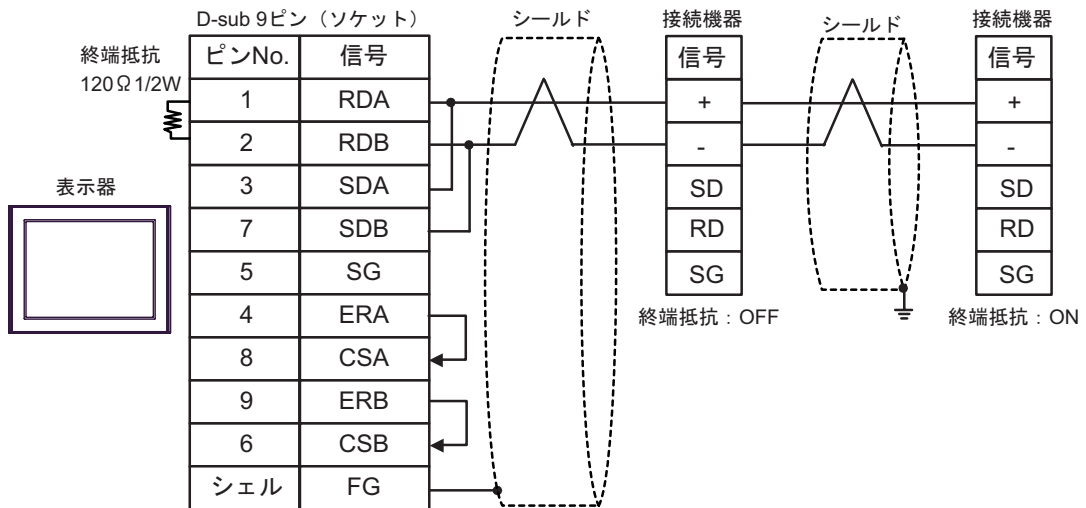 D-sub 9ピン（ソケット）
シールド
接続機器
シールド
接続機器
終端抵抗
120Ω1/2W
ピンNo. 信号
1 RDA
2 RDB
3 SDA
7 SDB
5 SG
4 ERA
8 CSA
9 ERB
6 CSB
シェル FG
表示器
信号
+
-
SD
RD
SG
終端抵抗：OFF
信号
+
-
SD
RD
SG
終端抵抗：ON